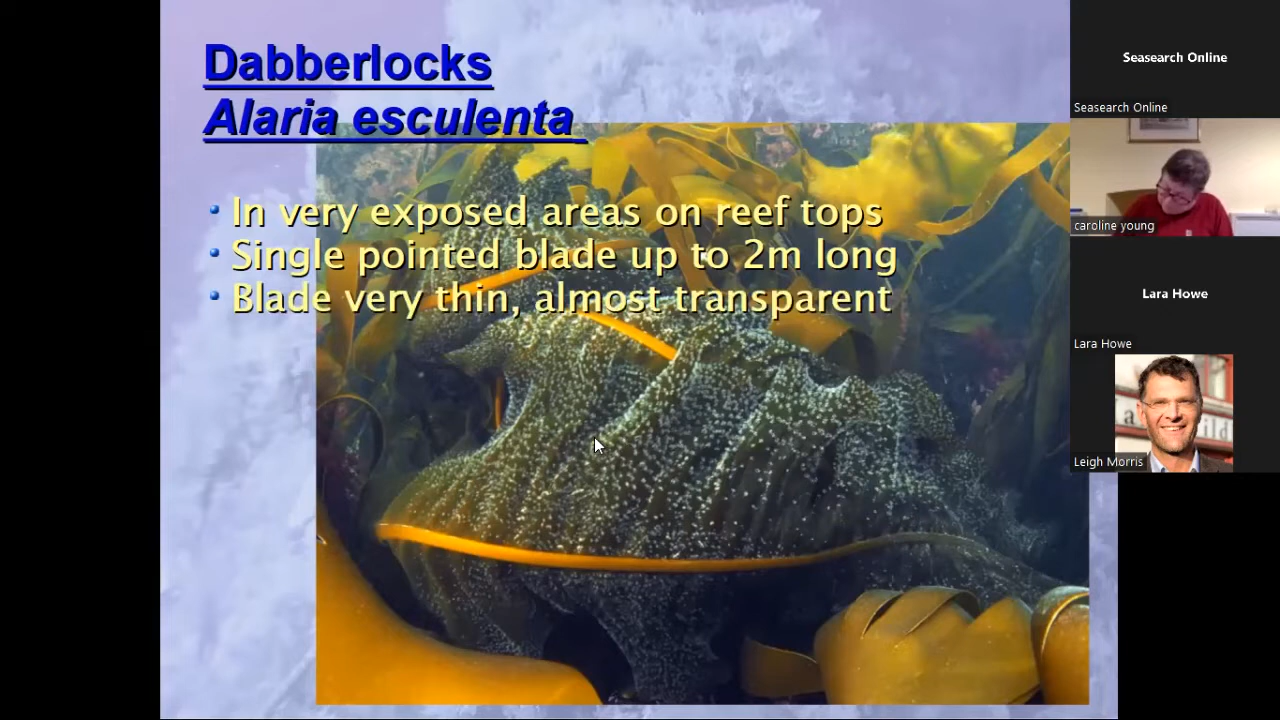 Dabberlocks
Alaria esculenta
In very exposed areas on reef tops
Single pointed blade up to 2m long
Blade very thin, almost transparent
Seasearch Online
Seasearch Online
caroline young
Lara Howe
Lara Howe
Leigh Morris